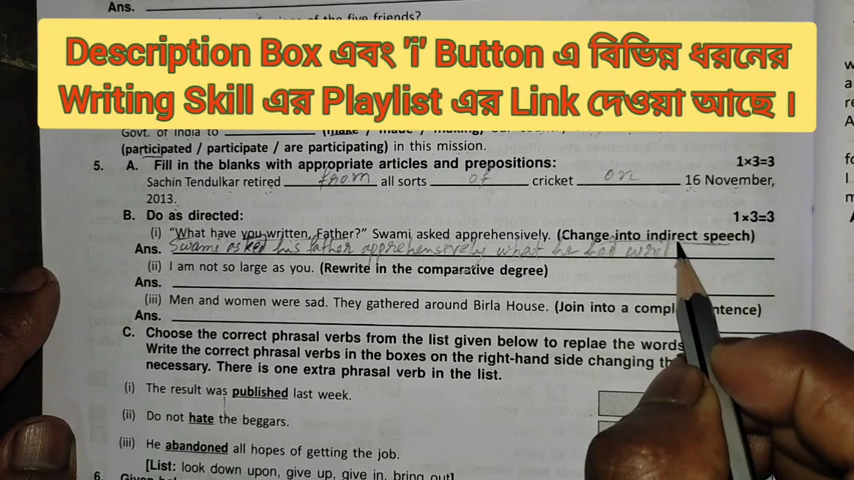 Ans.
of the five friends?
Description Box এবং 'i' Button এ বিভিন্ন ধরনের
Writing Skill এর Playlist এর Link দেওয়া আছে ।
Govt. of India to (make / made / making)
(participated / participate / are participating) in this mission.
5. A. Fill in the blanks with appropriate articles and prepositions: 1×3=3
Sachin Tendulkar retired from all sorts of cricket on 16 November,
2013.
B. Do as directed: 1×3=3
(i) "What have you written, Father?" Swami asked apprehensively. (Change into indirect speech)
Ans. Swami asked his father apprehensively what he had writ
(ii) I am not so large as you. (Rewrite in the comparative degree)
Ans.
(iii) Men and women were sad. They gathered around Birla House. (Join into a comple entence)
Ans.
C. Choose the correct phrasal verbs from the list given below to replae the words
Write the correct phrasal verbs in the boxes on the right-hand side changing th
necessary. There is one extra phrasal verb in the list.
(i) The result was published last week.
(ii) Do not hate the beggars.
(iii) He abandoned all hopes of getting the job.
[List: look down upon, give up, give in, bring out]
6.